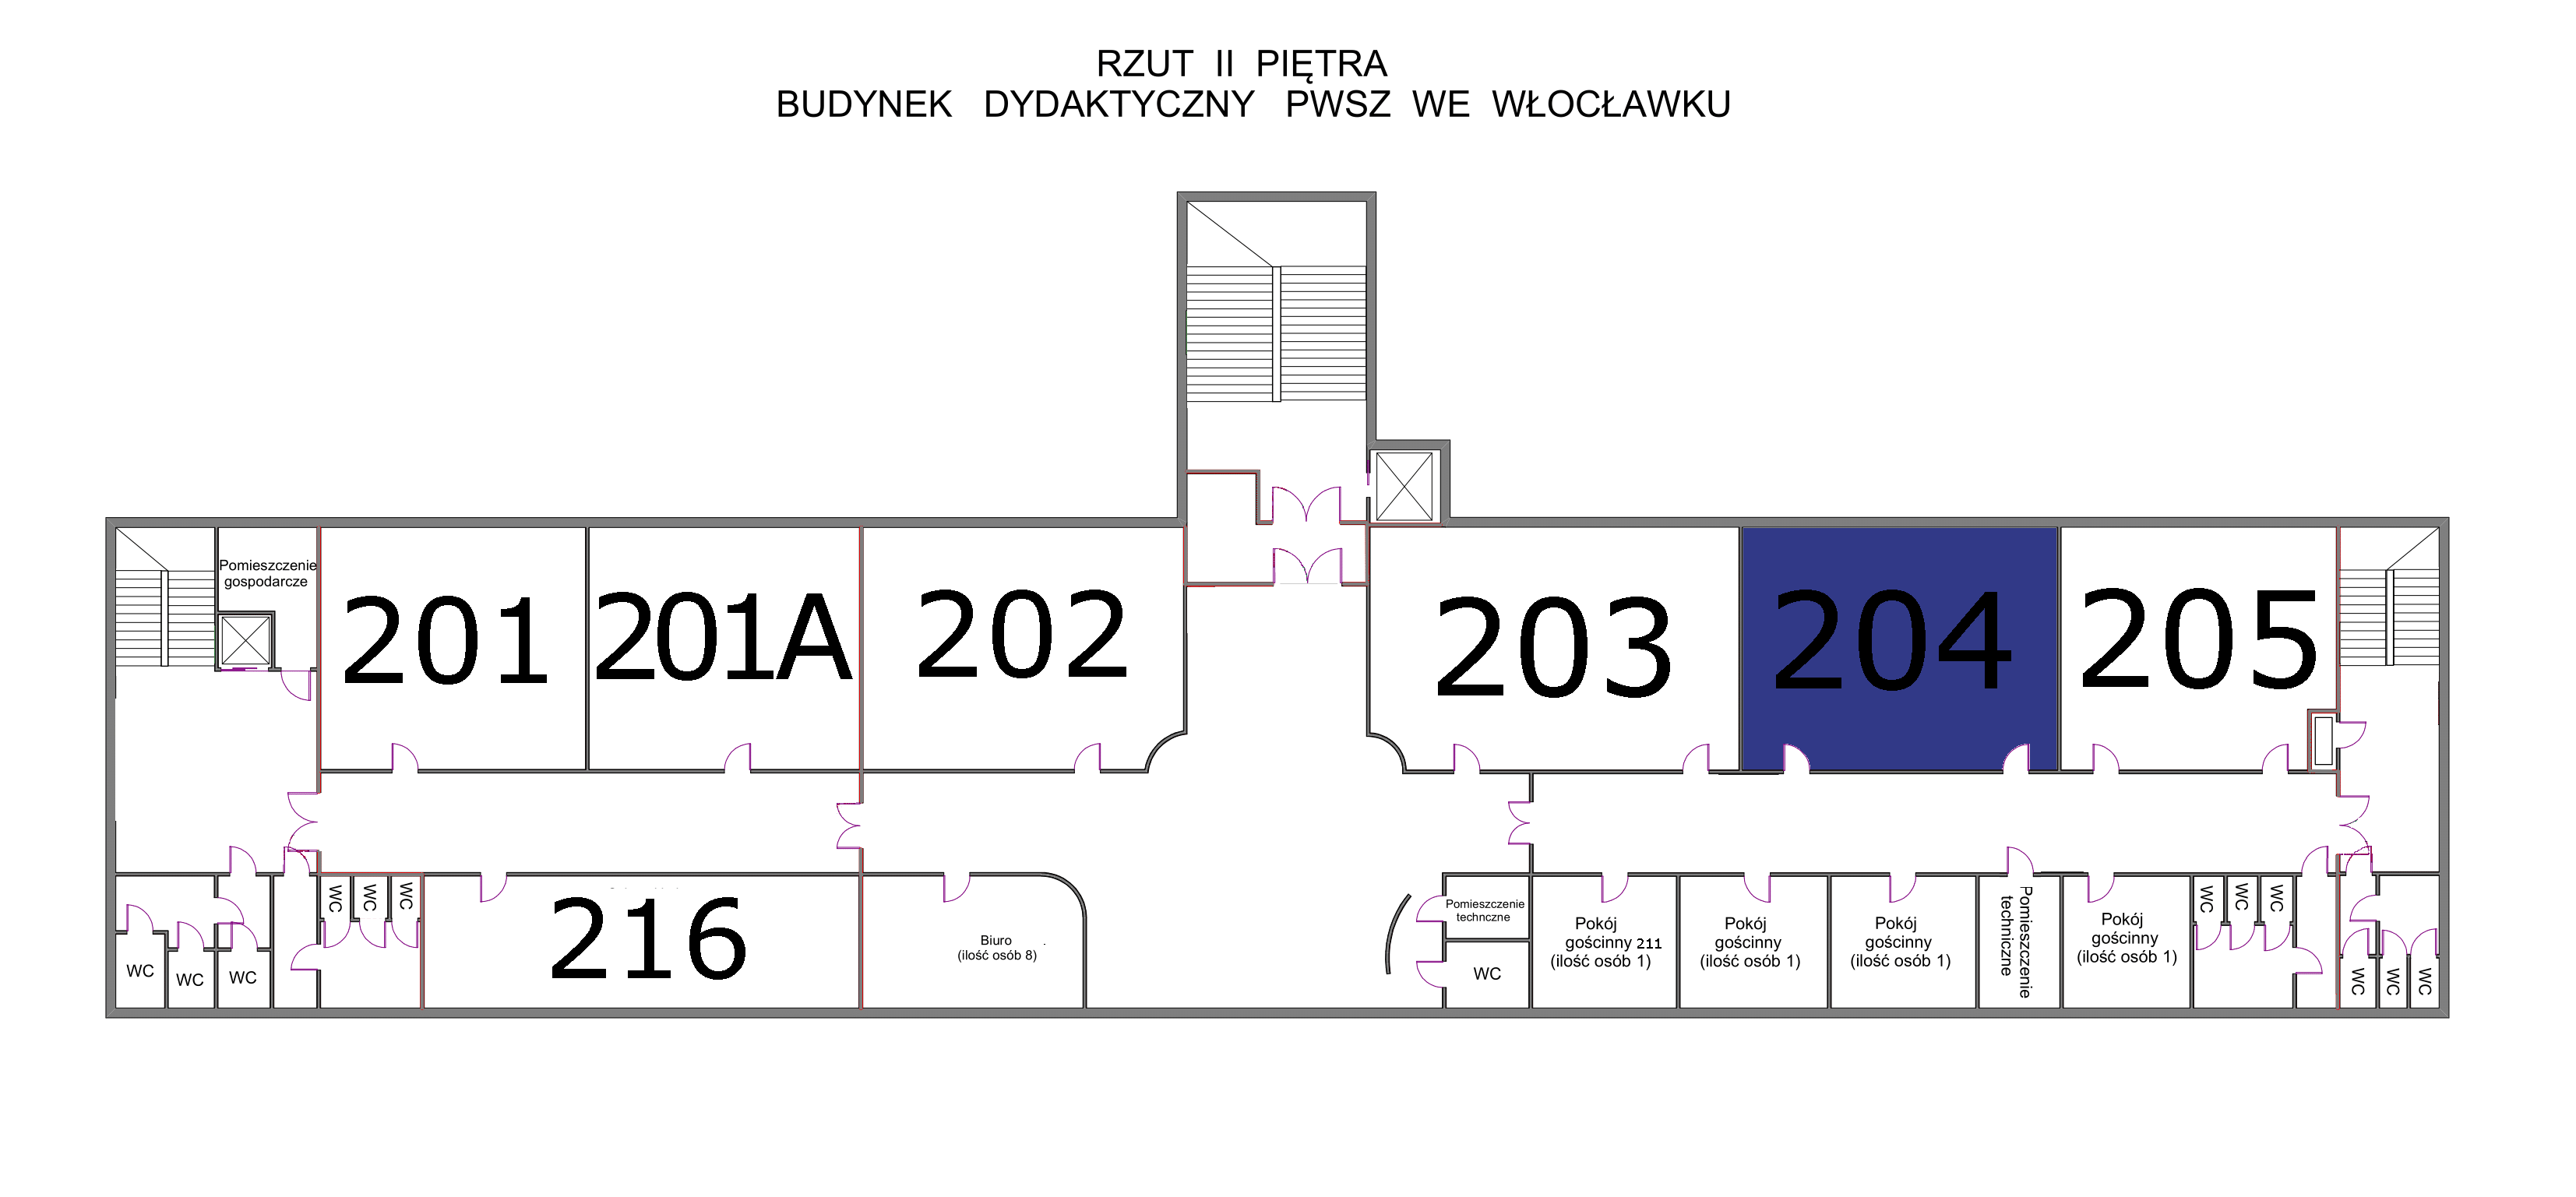 RZUT II PIĘTRA
BUDYNEK DYDAKTYCZNY PWSZ WE WŁOCŁAWKU
Pomieszczenie
gospodarcze
201
201A
202
203
204
205
WC
WC
WC
WC
WC
WC
216
Biuro
(ilość osób 8)
Pomieszczenie
technczne
WC
Pokój
gościnny 211
(ilość osób 1)
Pokój
gościnny
(ilość osób 1)
Pokój
gościnny
(ilość osób 1)
Pomieszczenie
techniczne
Pokój
gościnny
(ilość osób 1)
WC
WC
WC
WC
WC
WC